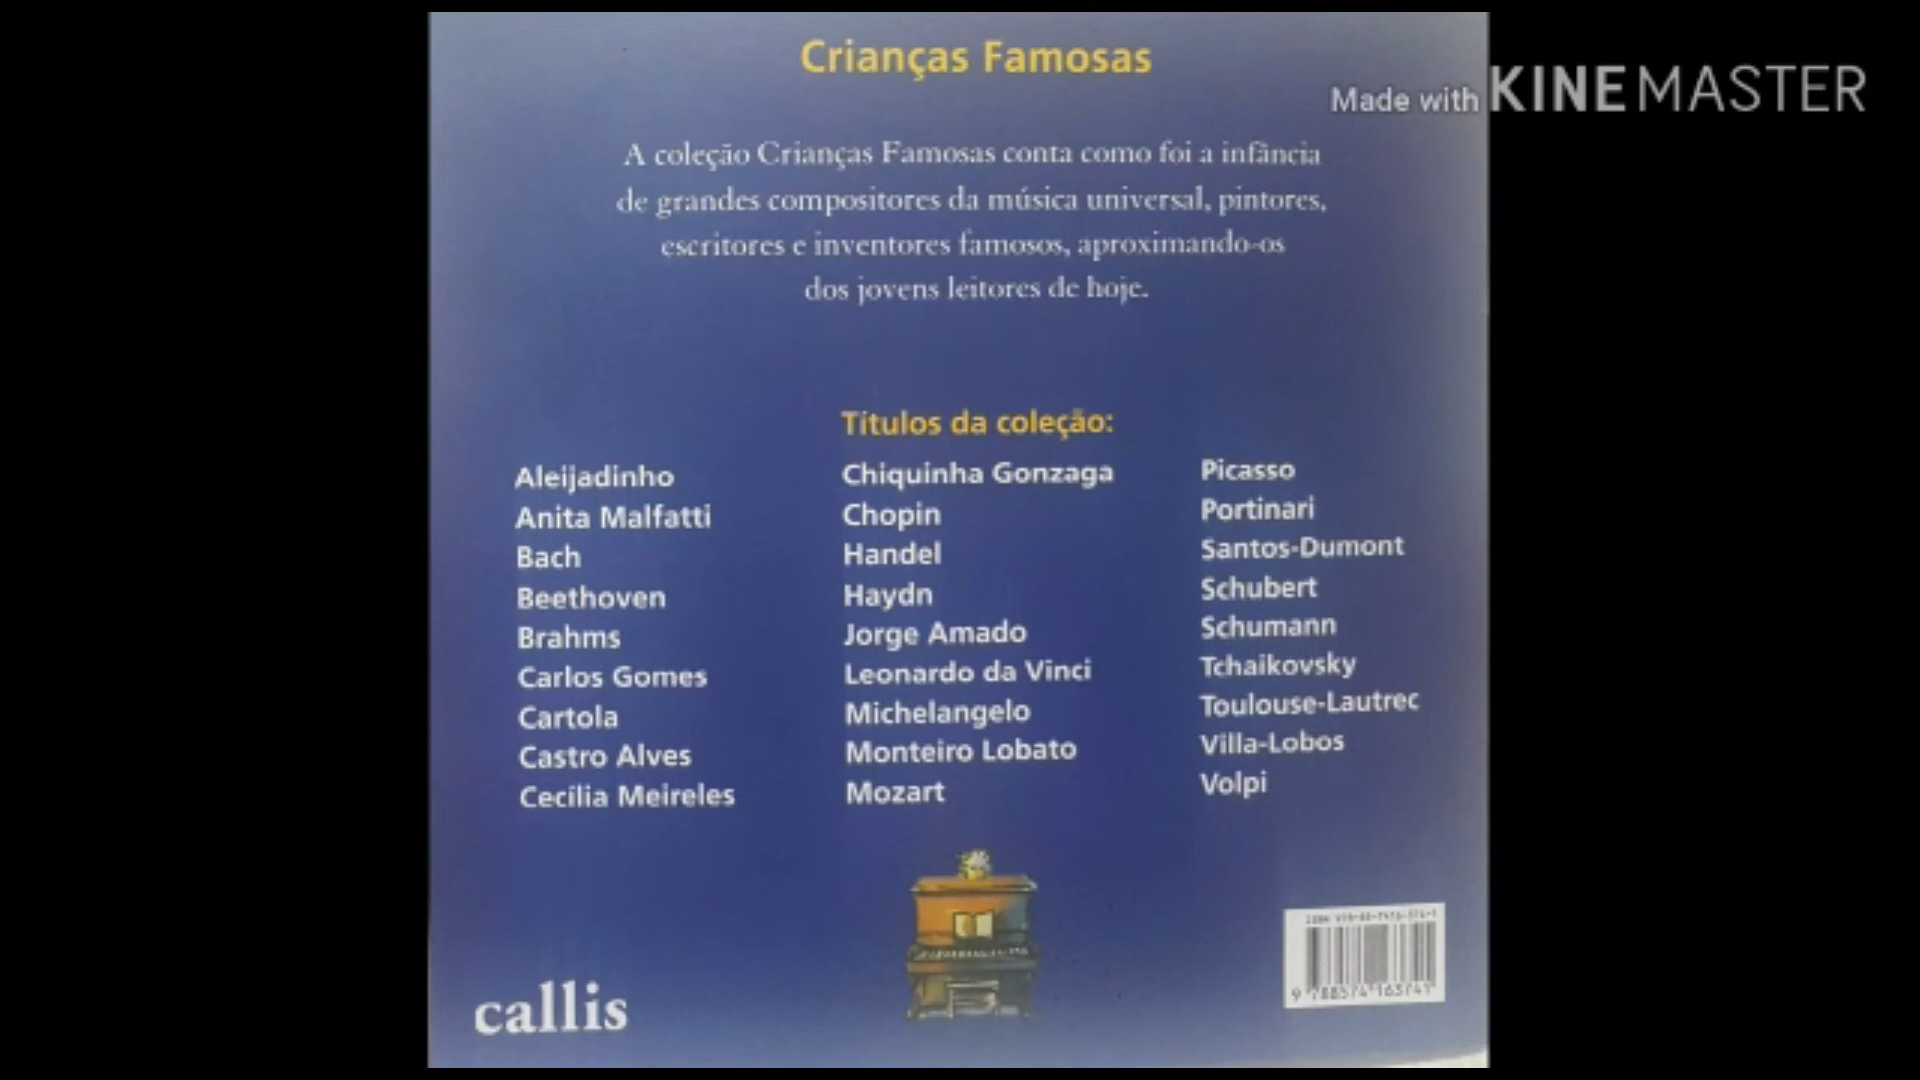 Crianças Famosas
Made with KINEMASTER
A coleção Crianças Famosas conta como foi a infância
de grandes compositores da música universal, pintores,
escritores e inventores famosos, aproximando-os
dos jovens leitores de hoje.
Títulos da coleção:
Aleijadinho
Anita Malfatti
Bach
Beethoven
Brahms
Carlos Gomes
Cartola
Castro Alves
Cecília Meireles
Chiquinha Gonzaga
Chopin
Handel
Haydn
Jorge Amado
Leonardo da Vinci
Michelangelo
Monteiro Lobato
Mozart
Picasso
Portinari
Santos-Dumont
Schubert
Schumann
Tchaikovsky
Toulouse-Lautrec
Villa-Lobos
Volpi
callis